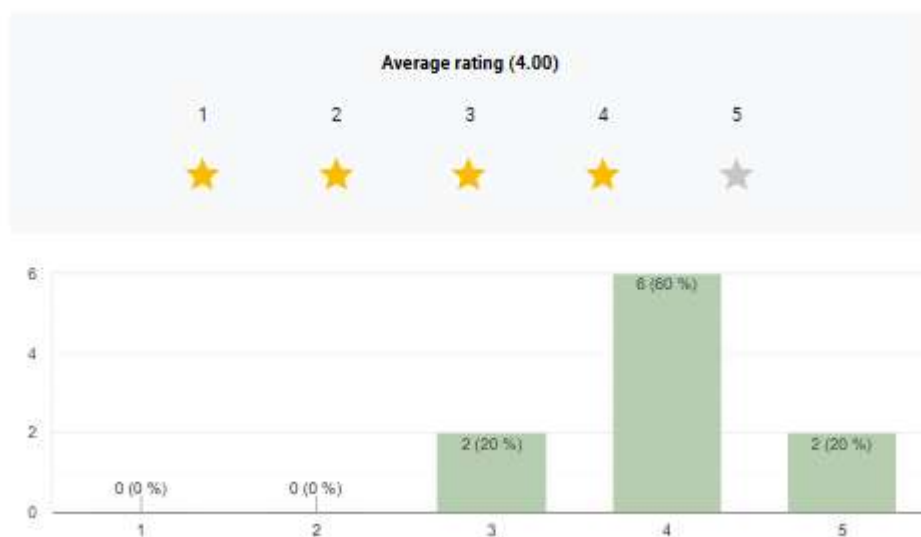 Average rating (4.00)
1 2 3 4 5
6
6 (60 %)
4
2
2 (20 %) 2 (20 %)
0 (0 %) 0 (0 %)
0
1 2 3 4 5